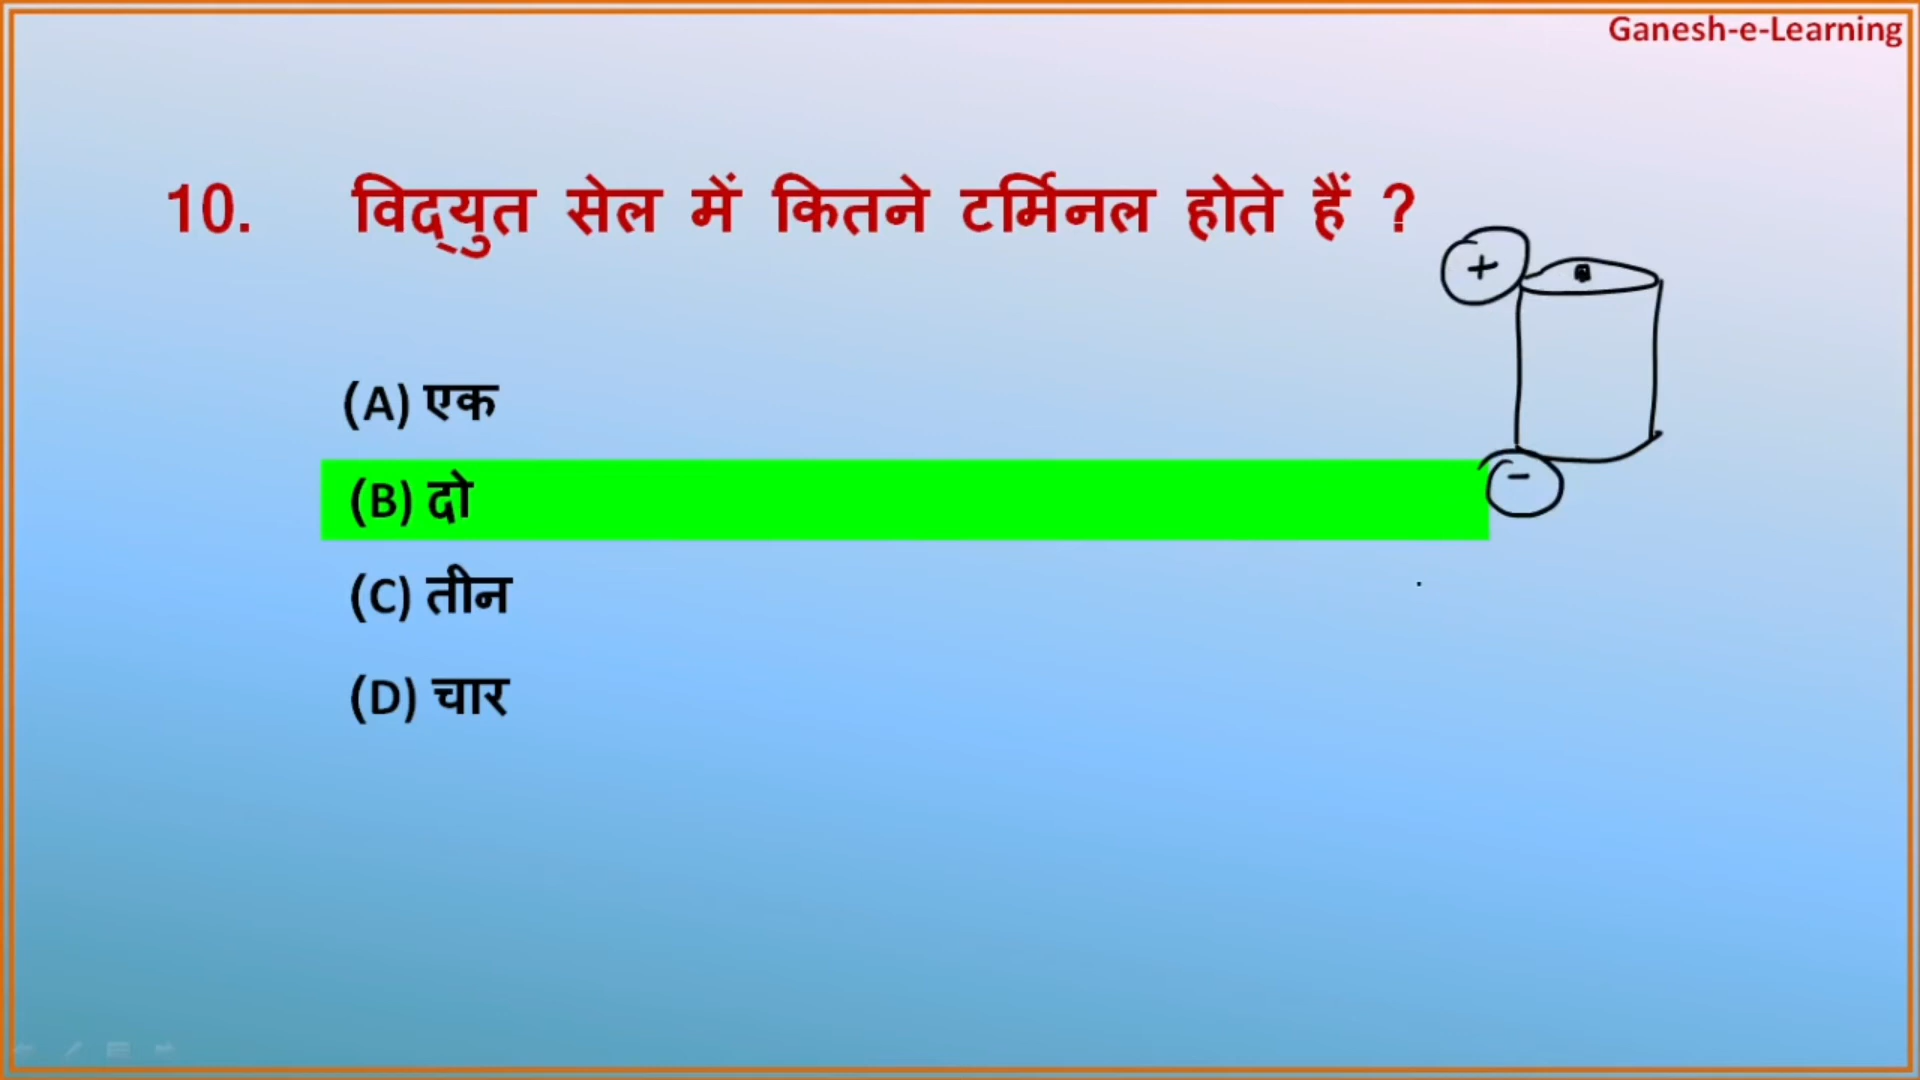 Ganesh-e-Learning
10. विद्युत सेल में कितने टर्मिनल होते हैं ?
+
(A) एक
(B) दो
-
(C) तीन
(D) चार